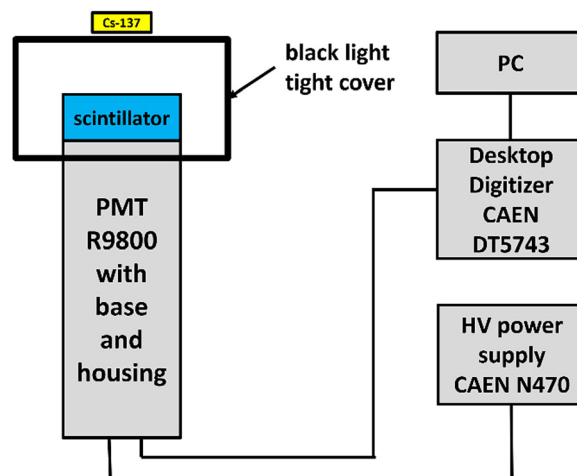 Cs-137
black light
tight cover
scintillator
PMT
R9800
with
base
and
housing
PC
Desktop
Digitizer
CAEN
DT5743
HV power
supply
CAEN N470